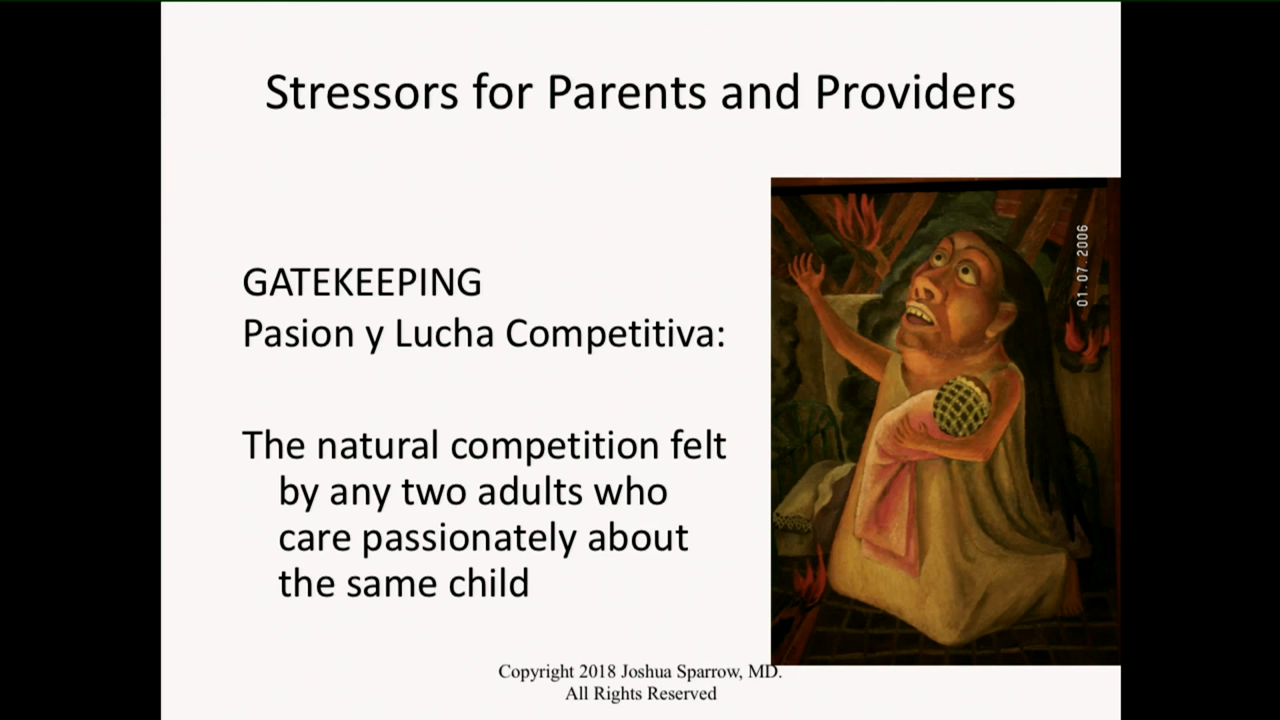 Stressors for Parents and Providers
GATEKEEPING
Pasion y Lucha Competitiva:
The natural competition felt
by any two adults who
care passionately about
the same child
01.07.2006
Copyright 2018 Joshua Sparrow, MD.
All Rights Reserved